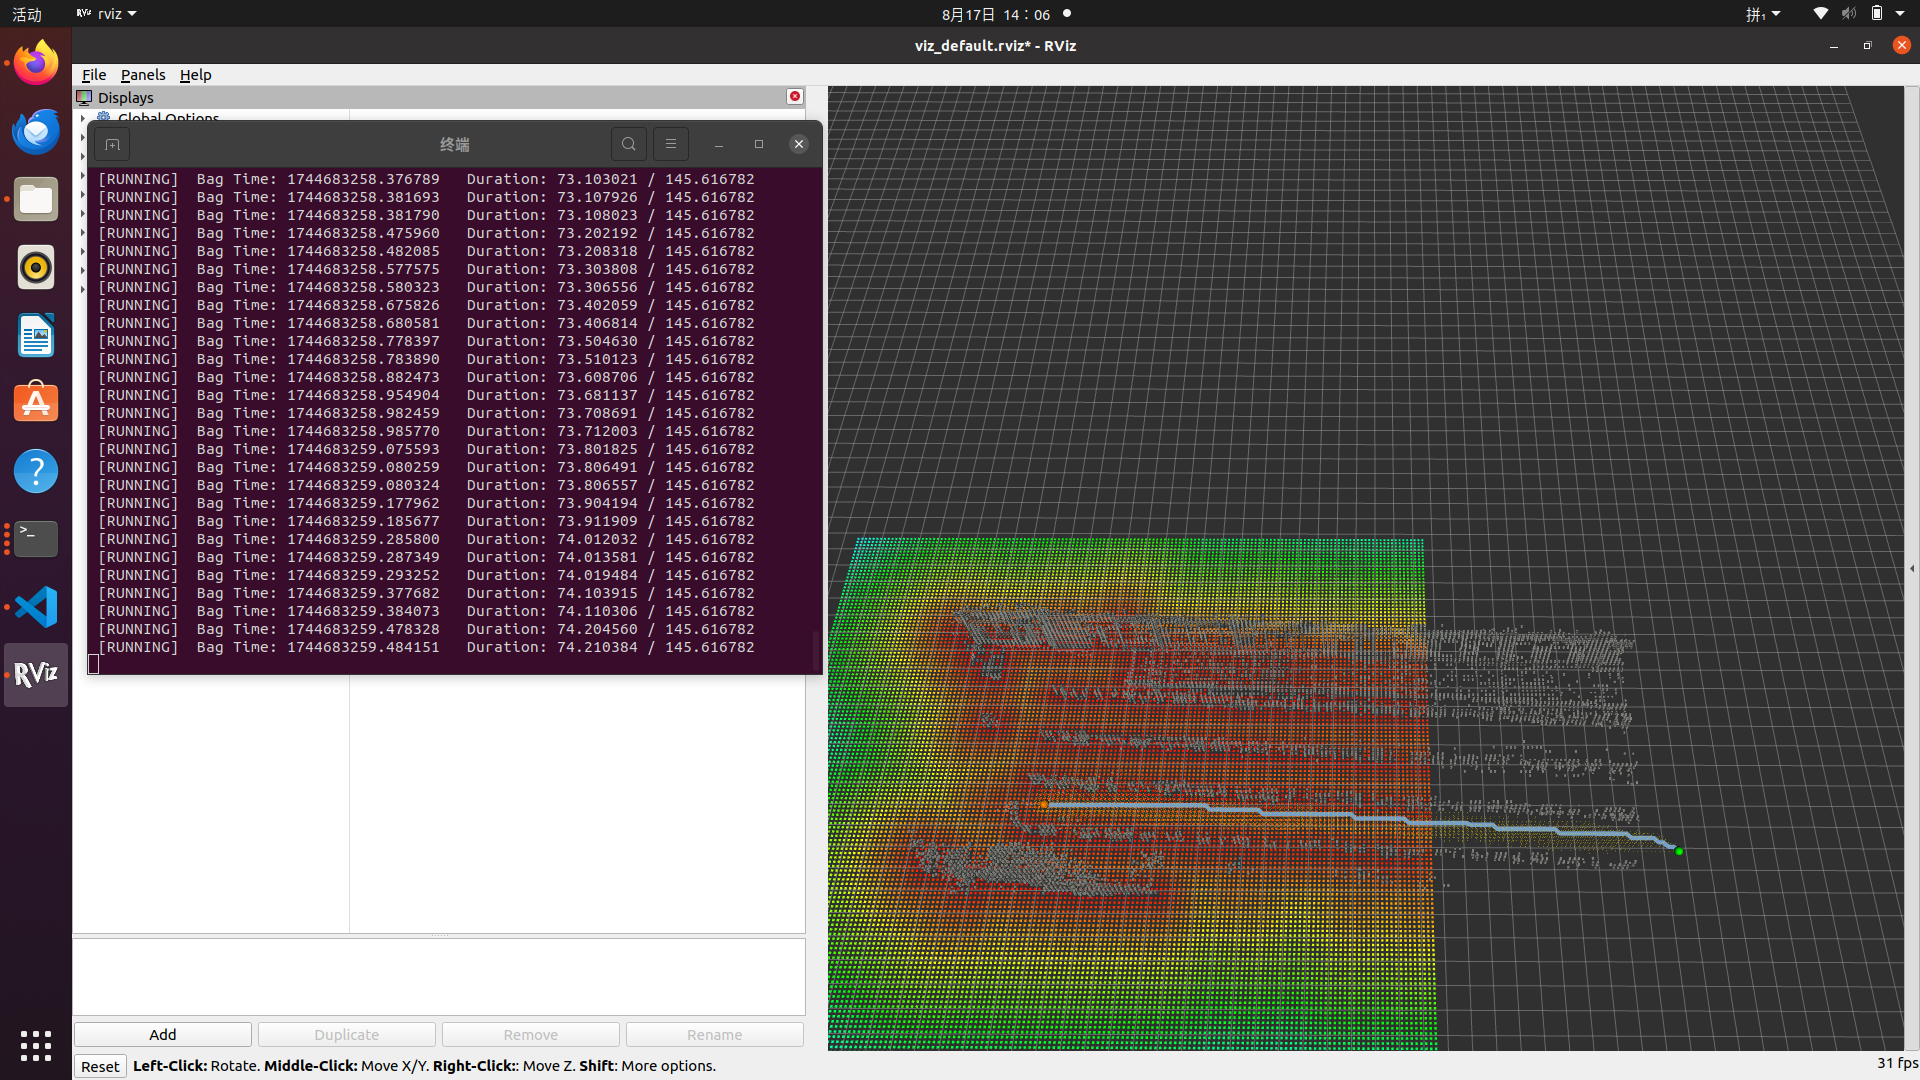 活动
RViz rviz
8月17日 14：06
拼₁
viz_default.rviz* - RViz
File Panels Help
Displays
Global Options
终端
[RUNNING] Bag Time: 1744683258.376789 Duration: 73.103021 / 145.616782
[RUNNING] Bag Time: 1744683258.381693 Duration: 73.107926 / 145.616782
[RUNNING] Bag Time: 1744683258.381790 Duration: 73.108023 / 145.616782
[RUNNING] Bag Time: 1744683258.475960 Duration: 73.202192 / 145.616782
[RUNNING] Bag Time: 1744683258.482085 Duration: 73.208318 / 145.616782
[RUNNING] Bag Time: 1744683258.577575 Duration: 73.303808 / 145.616782
[RUNNING] Bag Time: 1744683258.580323 Duration: 73.306556 / 145.616782
[RUNNING] Bag Time: 1744683258.675826 Duration: 73.402059 / 145.616782
[RUNNING] Bag Time: 1744683258.680581 Duration: 73.406814 / 145.616782
[RUNNING] Bag Time: 1744683258.778397 Duration: 73.504630 / 145.616782
[RUNNING] Bag Time: 1744683258.783890 Duration: 73.510123 / 145.616782
[RUNNING] Bag Time: 1744683258.882473 Duration: 73.608706 / 145.616782
[RUNNING] Bag Time: 1744683258.954904 Duration: 73.681137 / 145.616782
[RUNNING] Bag Time: 1744683258.982459 Duration: 73.708691 / 145.616782
[RUNNING] Bag Time: 1744683258.985770 Duration: 73.712003 / 145.616782
[RUNNING] Bag Time: 1744683259.075593 Duration: 73.801825 / 145.616782
[RUNNING] Bag Time: 1744683259.080259 Duration: 73.806491 / 145.616782
[RUNNING] Bag Time: 1744683259.080324 Duration: 73.806557 / 145.616782
[RUNNING] Bag Time: 1744683259.177962 Duration: 73.904194 / 145.616782
[RUNNING] Bag Time: 1744683259.185677 Duration: 73.911909 / 145.616782
[RUNNING] Bag Time: 1744683259.285800 Duration: 74.012032 / 145.616782
[RUNNING] Bag Time: 1744683259.287349 Duration: 74.013581 / 145.616782
[RUNNING] Bag Time: 1744683259.293252 Duration: 74.019484 / 145.616782
[RUNNING] Bag Time: 1744683259.377682 Duration: 74.103915 / 145.616782
[RUNNING] Bag Time: 1744683259.384073 Duration: 74.110306 / 145.616782
[RUNNING] Bag Time: 1744683259.478328 Duration: 74.204560 / 145.616782
[RUNNING] Bag Time: 1744683259.484151 Duration: 74.210384 / 145.616782
RViz
Add Duplicate Remove Rename
Reset Left-Click: Rotate. Middle-Click: Move X/Y. Right-Click:: Move Z. Shift: More options.
31 fps